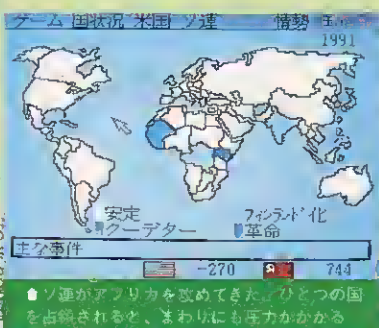 ゲーム 国状況 米国 ソ連 情勢
1991
安定 フィンランド化
クーデター 革命
主な事件
-270 744
ソ連がアフリカを攻めてきた。ひとつの国
を占領されると、まわりにも圧力がかかる